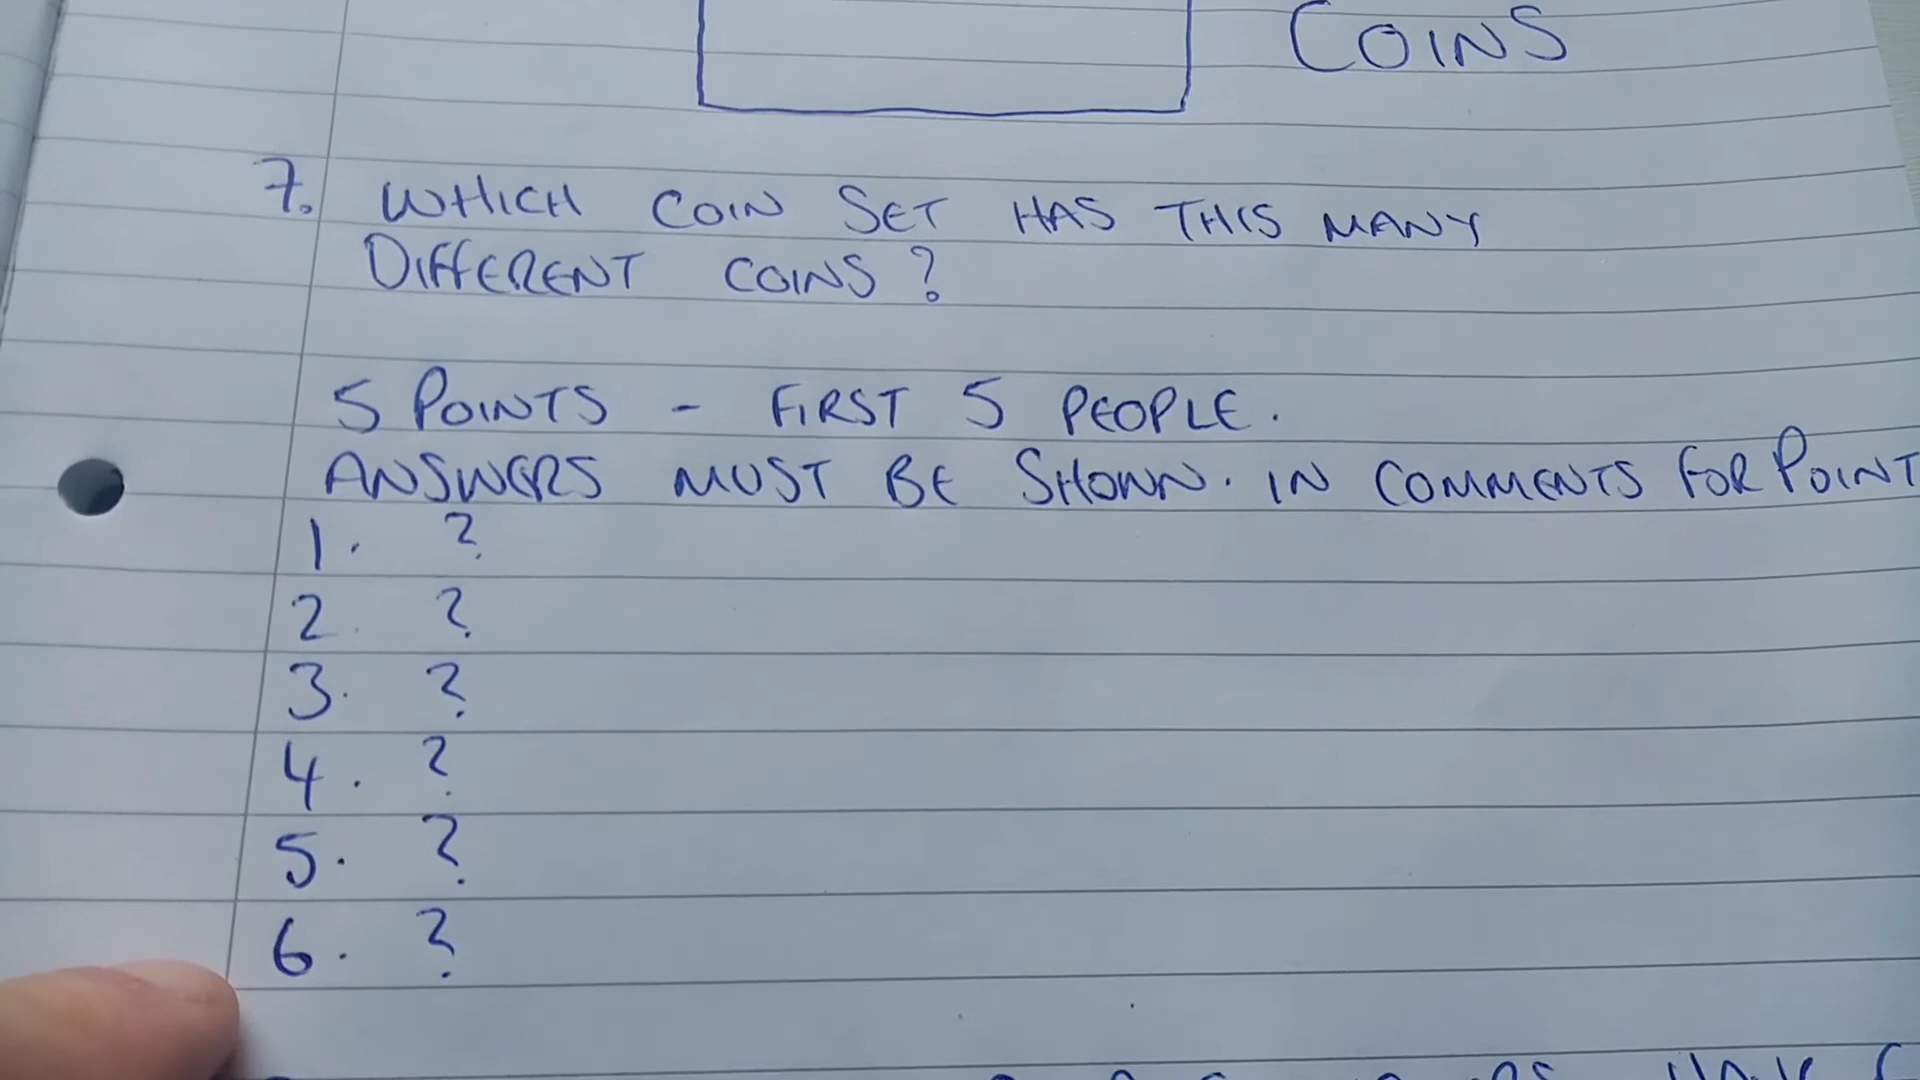 COINS
7. WHICH COIN SET HAS THIS MANY
DIFFERENT COINS?
5 POINTS - FIRST 5 PEOPLE.
ANSWERS MUST BE SHOWN. IN COMMENTS FOR POINT
1. ?
2. ?
3. ?
4. ?
5. ?
6. ?